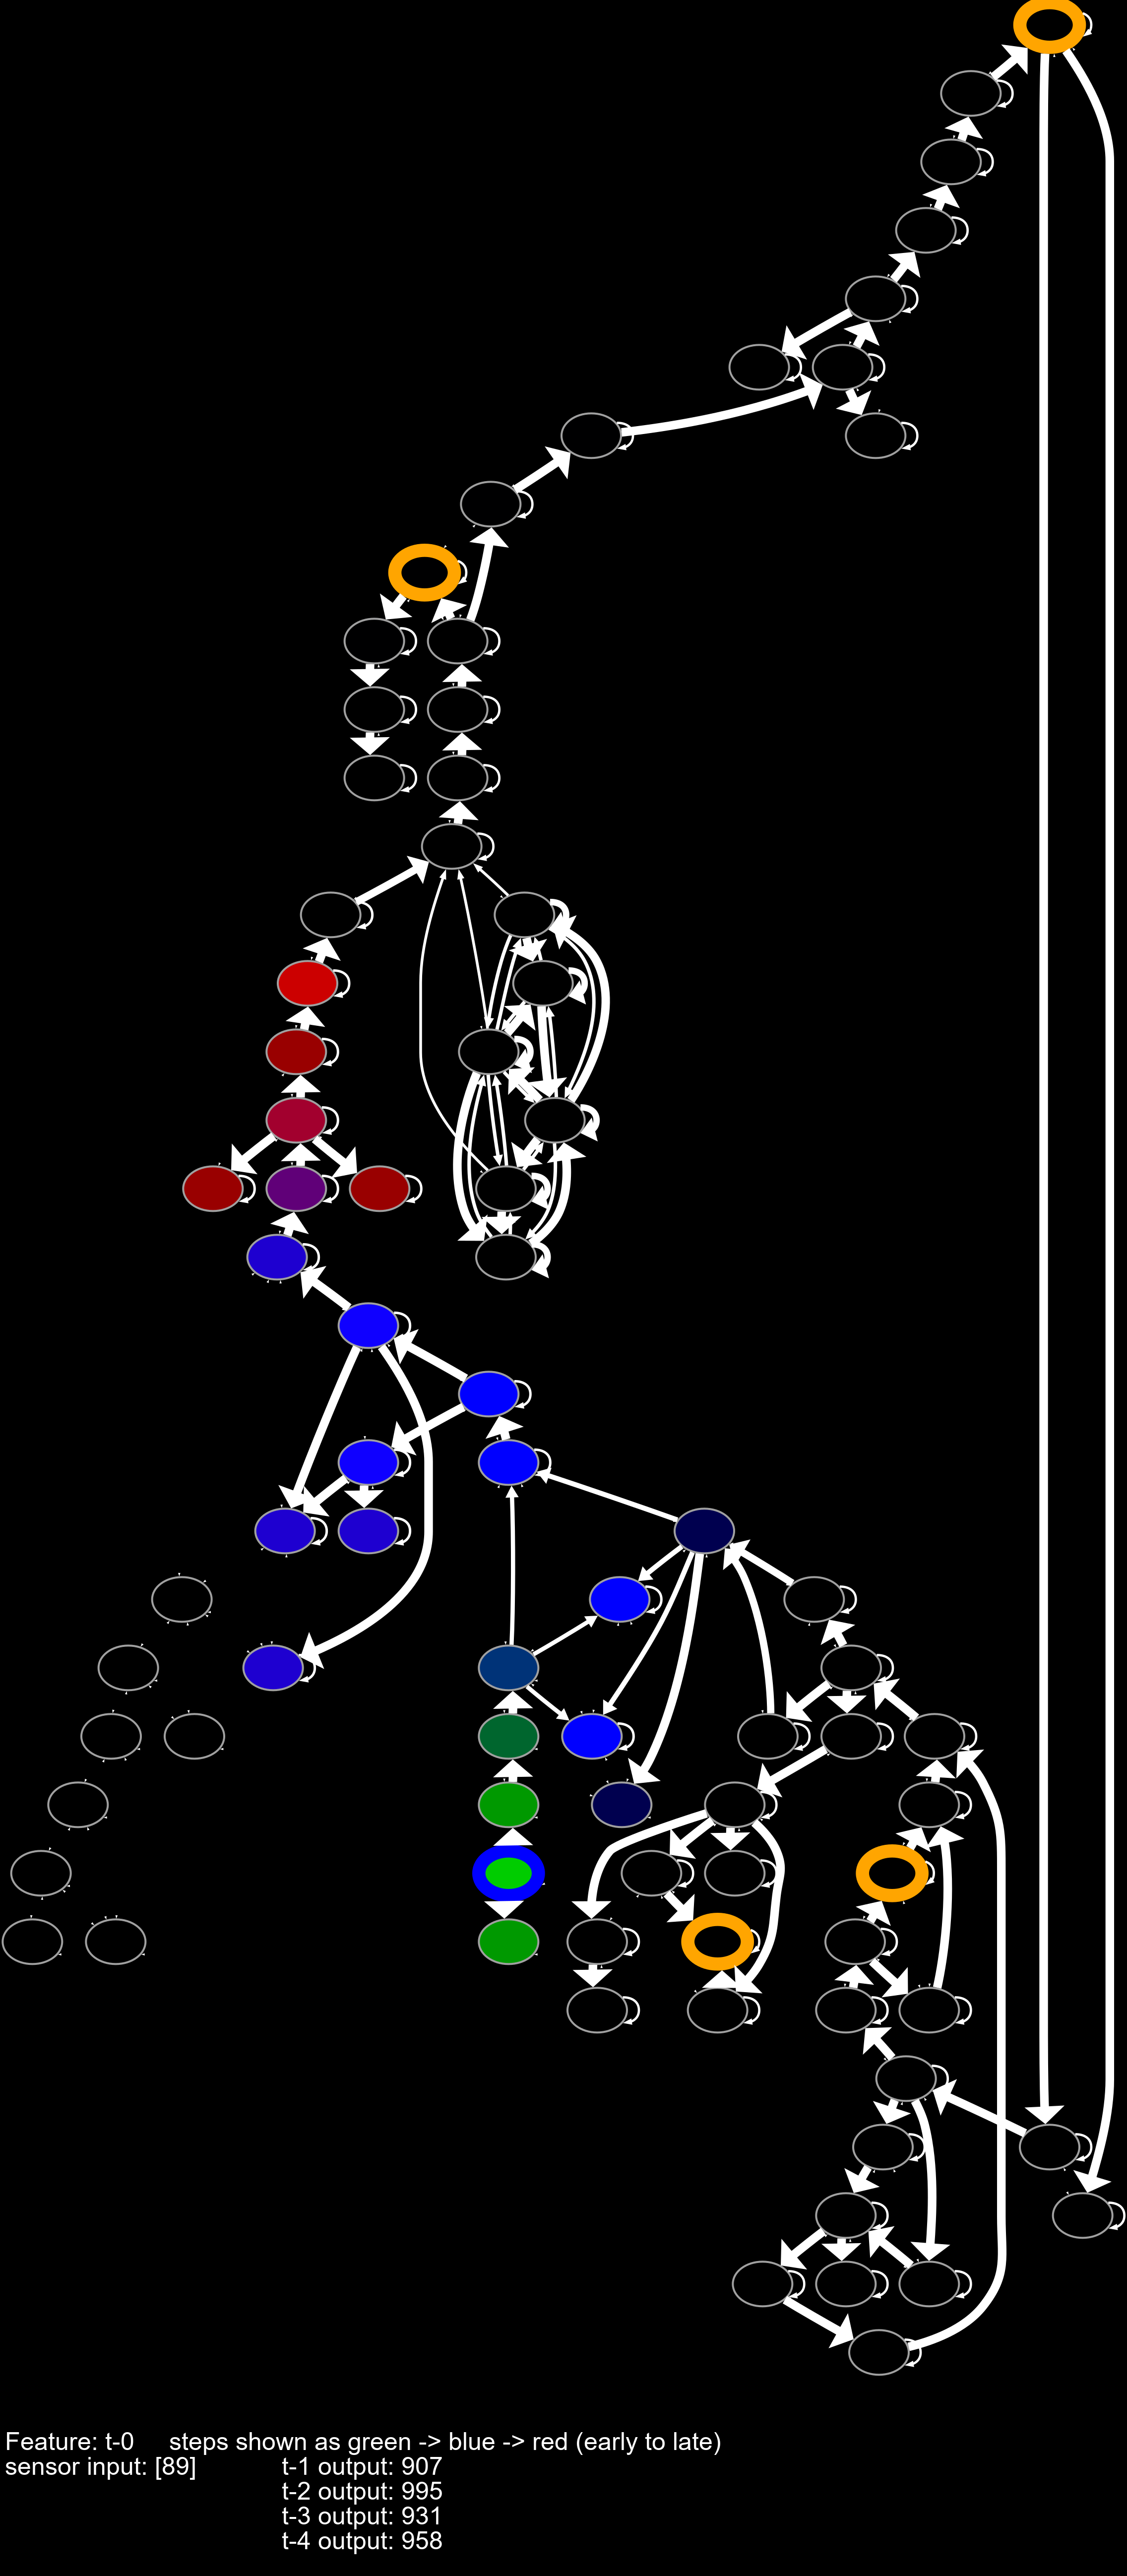 Feature: t-0 steps shown as green -> blue -> red (early to late)
sensor input: [89] t-1 output: 907
t-2 output: 995
t-3 output: 931
t-4 output: 958